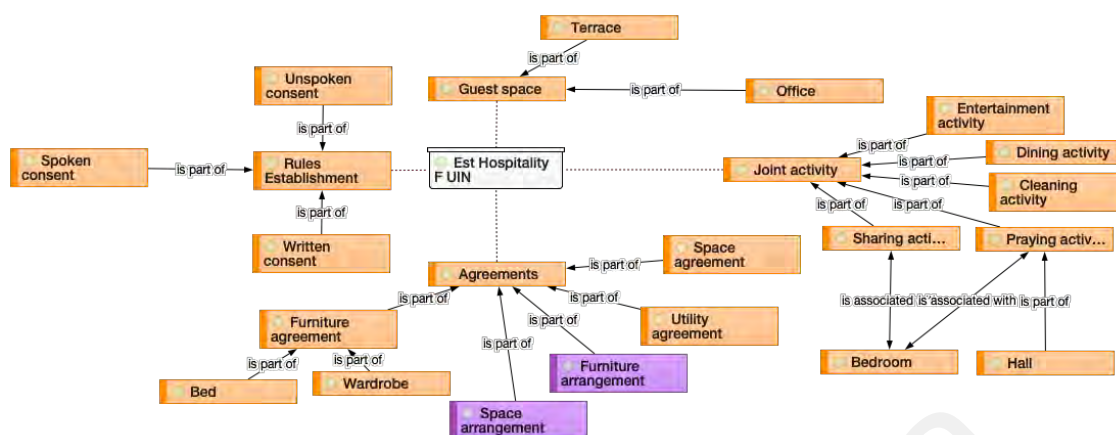 Terrace
is part of
Unspoken
consent
Guest space
is part of
Office
Entertainment
activity
is part of
is part of
Spoken
consent
is part of
Rules
Establishment
Est Hospitality
F UIN
Joint activity
is part of
Dining activity
is part of
Cleaning
activity
is part of
is part of
is part of
Written
consent
Sharing acti...
Praying activ...
Space
agreement
is part of
Agreements
is part of
is part of
is part of
is part of
Utility
agreement
is associated
is associated with
is part of
Furniture
agreement
is part of
is part of
Furniture
arrangement
Bedroom
Hall
Bed
Wardrobe
Space
arrangement